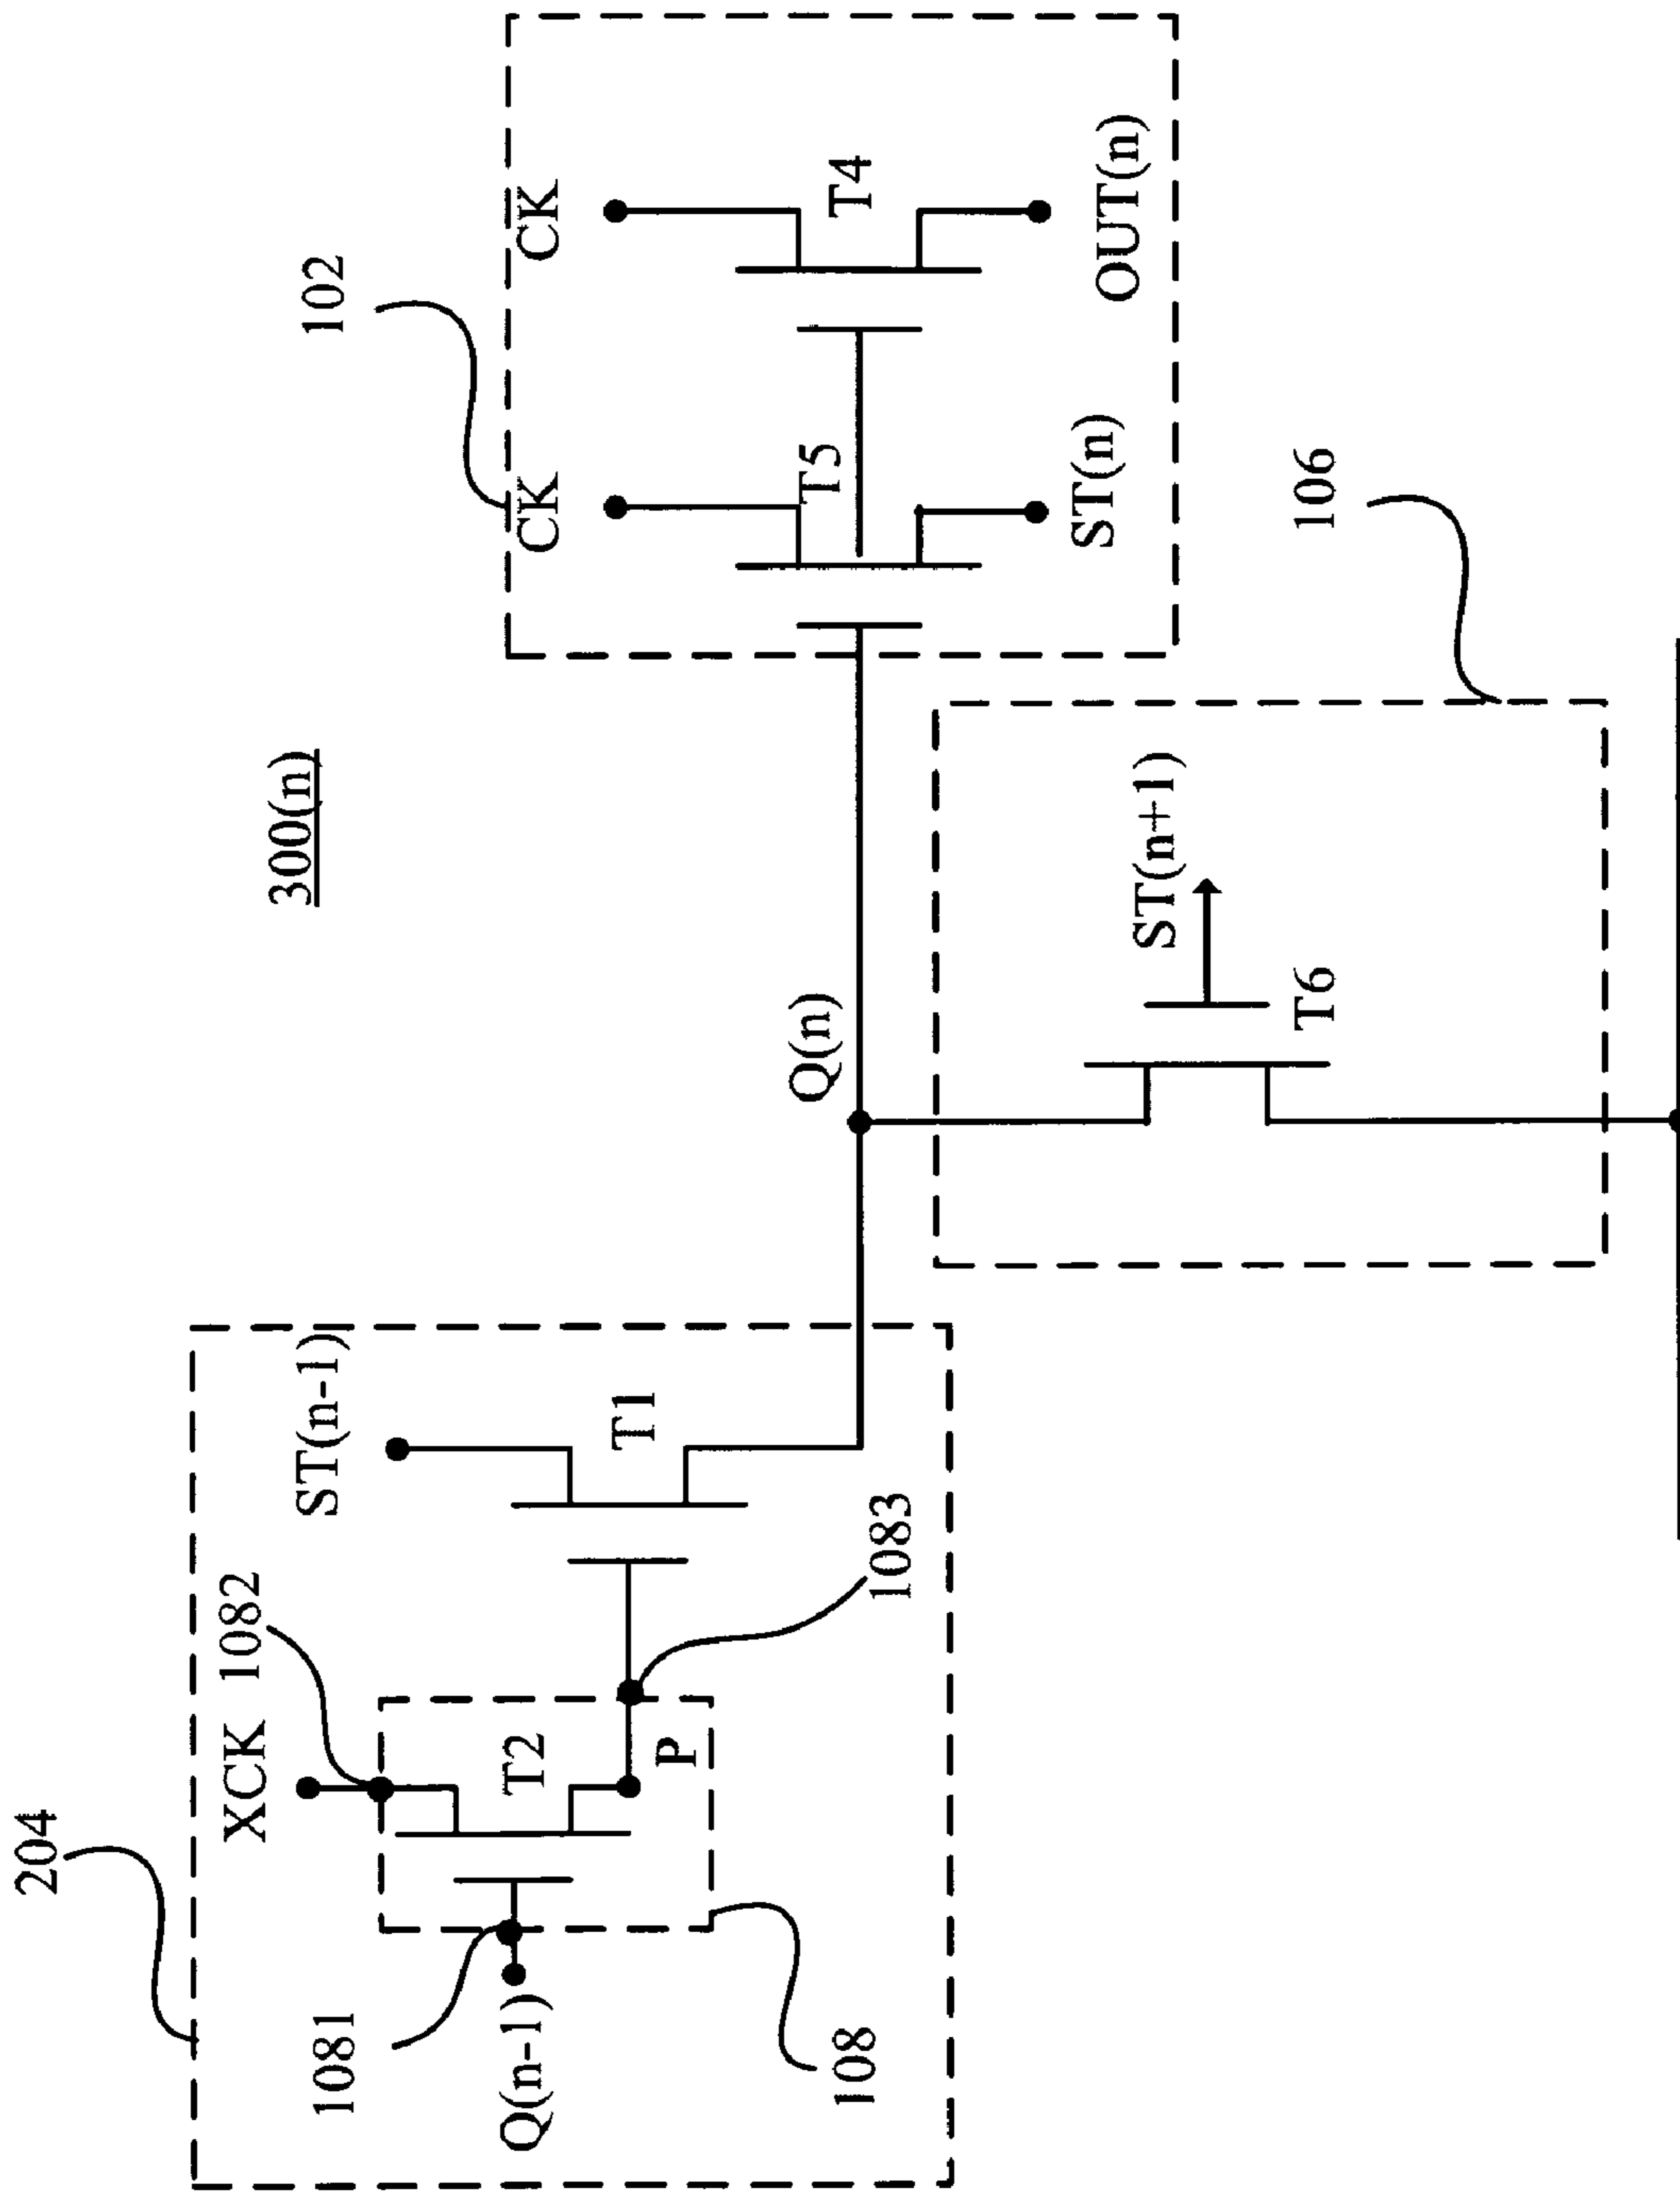 300(n)
204
XCK
1082
ST(n-1)
102
CK
CK
1081
Q(n-1)
T2
T1
P
1083
108
Q(n)
T5
T4
ST(n)
OUT(n)
ST(n+1)
T6
106